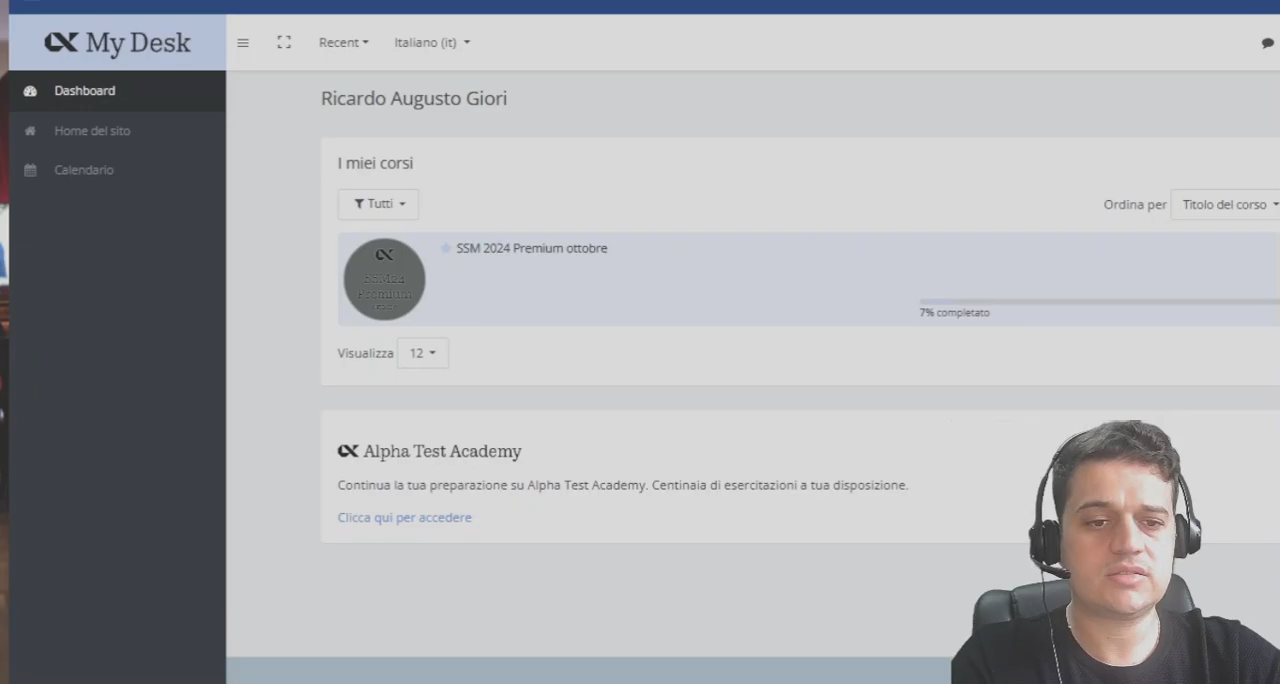 My Desk
Recent
Italiano (it)
Dashboard
Home del sito
Calendario
Ricardo Augusto Giori
I miei corsi
Tutti
Ordina per
Titolo del corso
SSM24
Premium
SSM 2024 Premium ottobre
7% completato
Visualizza
12
Alpha Test Academy
Continua la tua preparazione su Alpha Test Academy. Centinaia di esercitazioni a tua disposizione.
Clicca qui per accedere